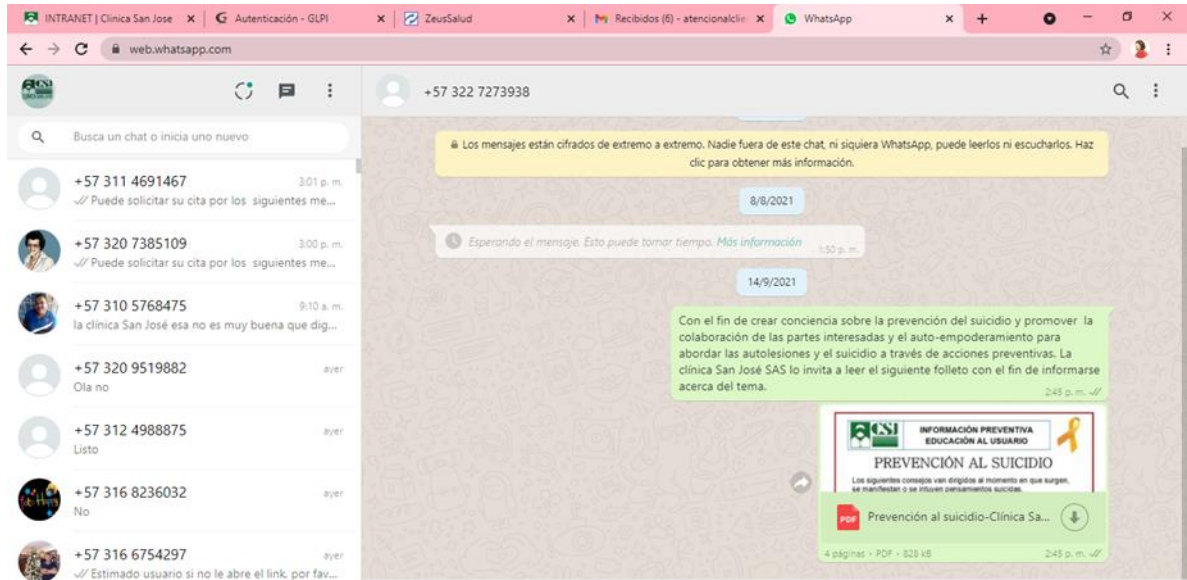 INTRANET | Clinica San Jose
Autenticación - GLPI
ZeusSalud
Recibidos (6) - atencionalclie
WhatsApp
web.whatsapp.com
CSJ
+57 322 7273938
Busca un chat o inicia uno nuevo
+57 311 4691467
3:01 p. m.
Puede solicitar su cita por los siguientes me...
+57 320 7385109
3:00 p. m.
Puede solicitar su cita por los siguientes me...
+57 310 5768475
9:10 a. m.
la clínica San José esa no es muy buena que dig...
+57 320 9519882
ayer
Ola no
+57 312 4988875
ayer
Listo
+57 316 8236032
ayer
No
+57 316 6754297
ayer
Estimado usuario si no le abre el link, por fav...
Los mensajes están cifrados de extremo a extremo. Nadie fuera de este chat, ni siquiera WhatsApp, puede leerlos ni escucharlos. Haz
clic para obtener más información.
8/8/2021
Esperando el mensaje. Esto puede tomar tiempo. Más información
1:50 p. m.
14/9/2021
Con el fin de crear conciencia sobre la prevención del suicidio y promover la
colaboración de las partes interesadas y el auto-empoderamiento para
abordar las autolesiones y el suicidio a través de acciones preventivas. La
clínica San José SAS lo invita a leer el siguiente folleto con el fin de informarse
acerca del tema.
2:45 p. m.
CSJ
INFORMACIÓN PREVENTIVA
EDUCACIÓN AL USUARIO
PREVENCIÓN AL SUICIDIO
Los siguientes consejos van dirigidos al momento en que surgen,
se manifiestan o se intuyen pensamientos suicidas.
PDF
Prevención al suicidio-Clínica Sa...
4 páginas • PDF • 828 kB
2:45 p. m.